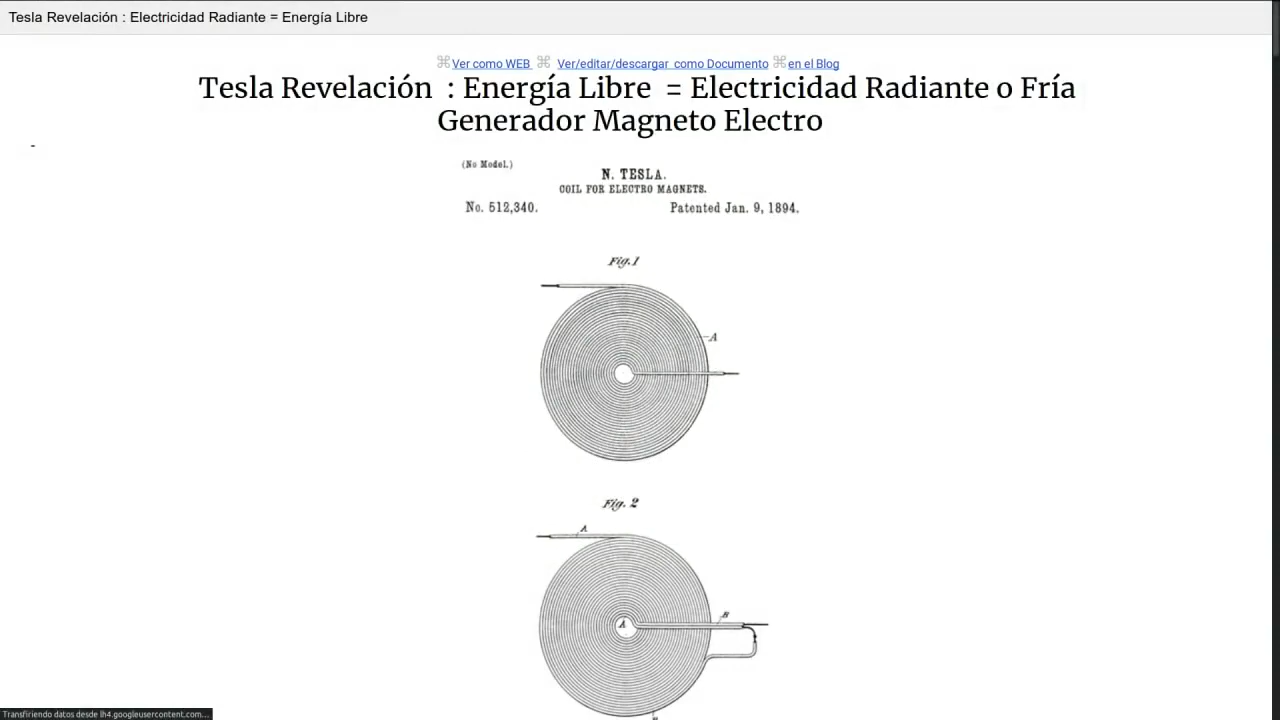 Tesla Revelación : Electricidad Radiante = Energía Libre
⌘Ver como WEB ⌘ Ver/editar/descargar como Documento ⌘en el Blog
Tesla Revelación : Energía Libre = Electricidad Radiante o Fría
Generador Magneto Electro
-
(No Model.)
N. TESLA.
COIL FOR ELECTRO MAGNETS.
No. 512,340. Patented Jan. 9, 1894.
Fig.1
A
Fig. 2
A
B
A
Transfiriendo datos desde lh4.googleusercontent.com...